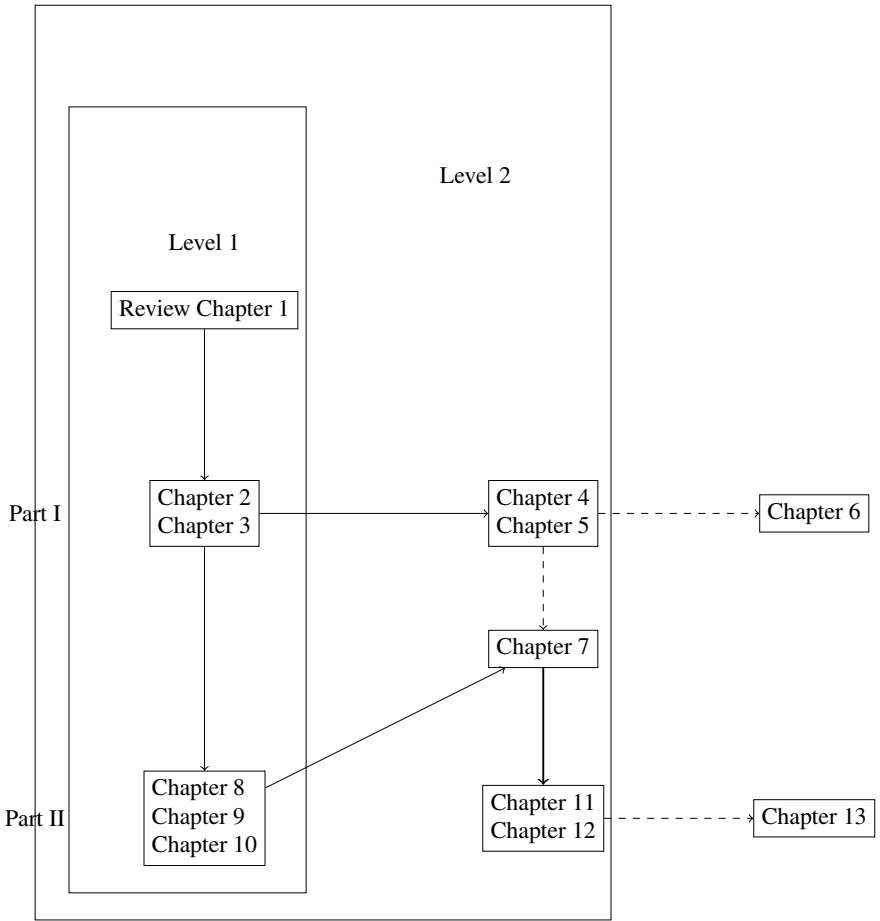 Level 2
Level 1
Review Chapter 1
Part I
Chapter 2
Chapter 3
Chapter 4
Chapter 5
Chapter 6
Chapter 7
Part II
Chapter 8
Chapter 9
Chapter 10
Chapter 11
Chapter 12
Chapter 13